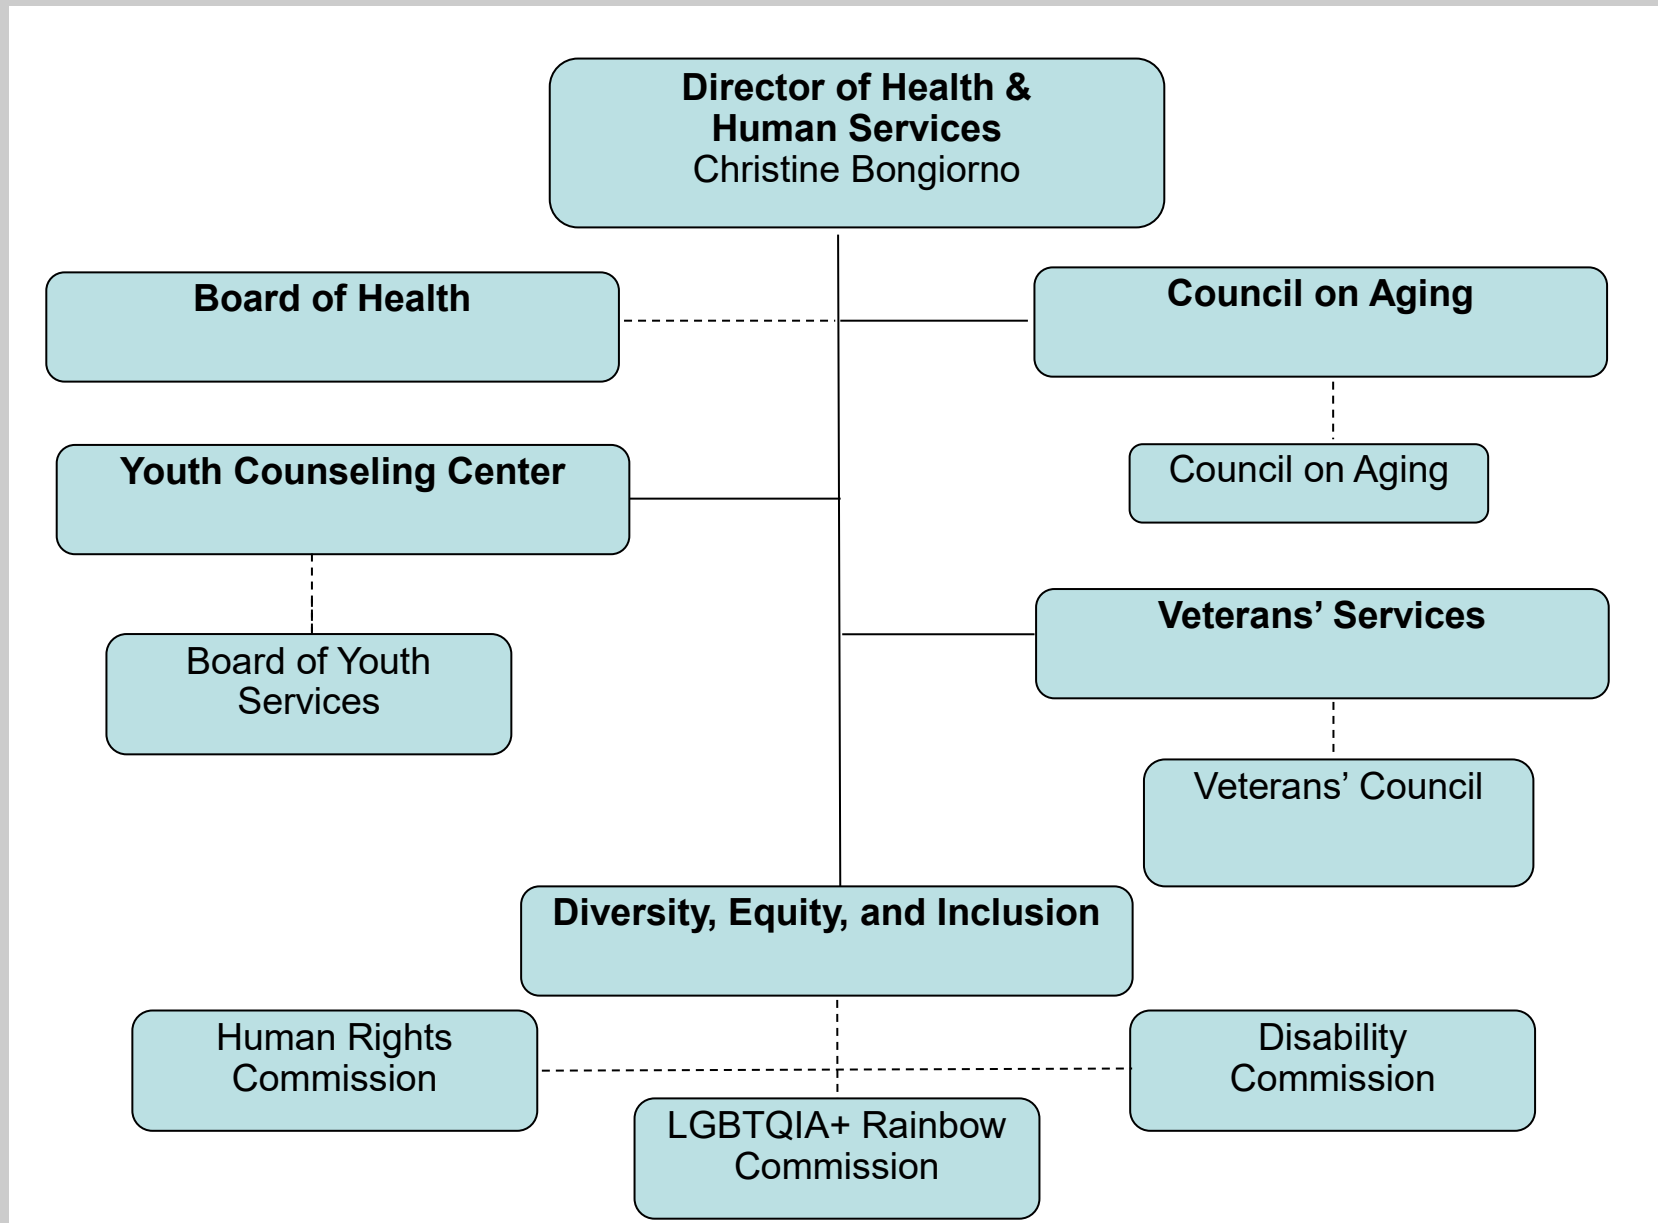 Director of Health &
Human Services
Christine Bongiorno
Board of Health
Council on Aging
Youth Counseling Center
Council on Aging
Veterans’ Services
Board of Youth
Services
Veterans’ Council
Diversity, Equity, and Inclusion
Human Rights
Commission
Disability
Commission
LGBTQIA+ Rainbow
Commission